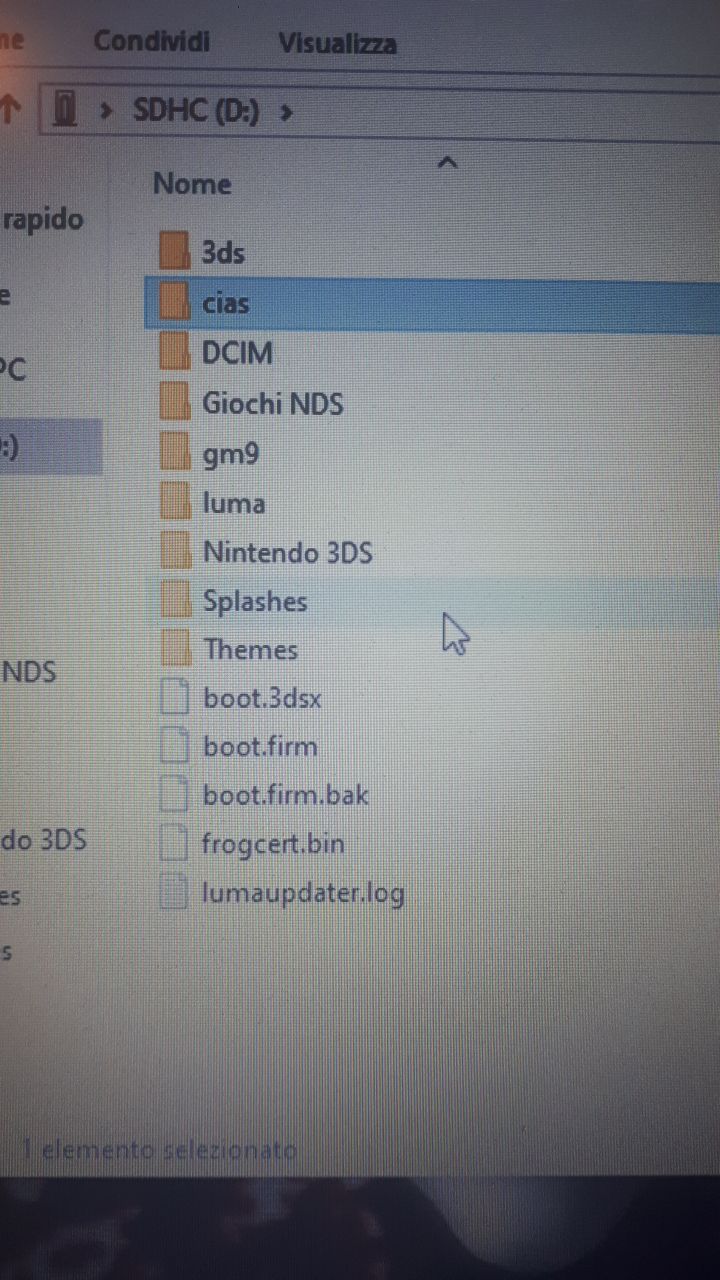 ne Condividi Visualizza
SDHC (D:)
Nome
rapido
3ds
e
cias
PC
DCIM
Giochi NDS
:)
gm9
luma
Nintendo 3DS
Splashes
Themes
NDS
boot.3dsx
boot.firm
boot.firm.bak
do 3DS
frogcert.bin
es
lumaupdater.log
s
1 elemento selezionato